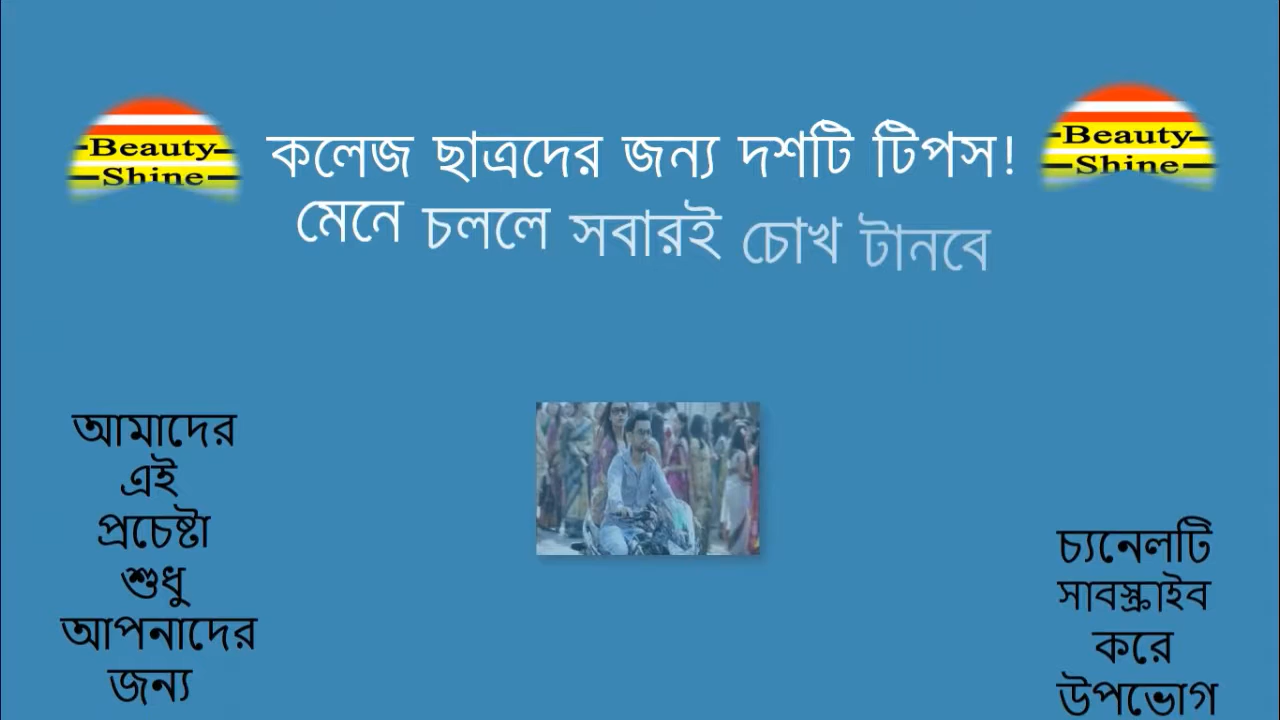 Beauty
Shine
কলেজ ছাত্রদের জন্য দশটি টিপস!
মেনে চললে সবারই চোখ টানবে
Beauty
Shine
আমাদের
এই
প্রচেষ্টা
শুধু
আপনাদের
জন্য
চ্যনেলটি
সাবস্ক্রাইব
করে
উপভোগ